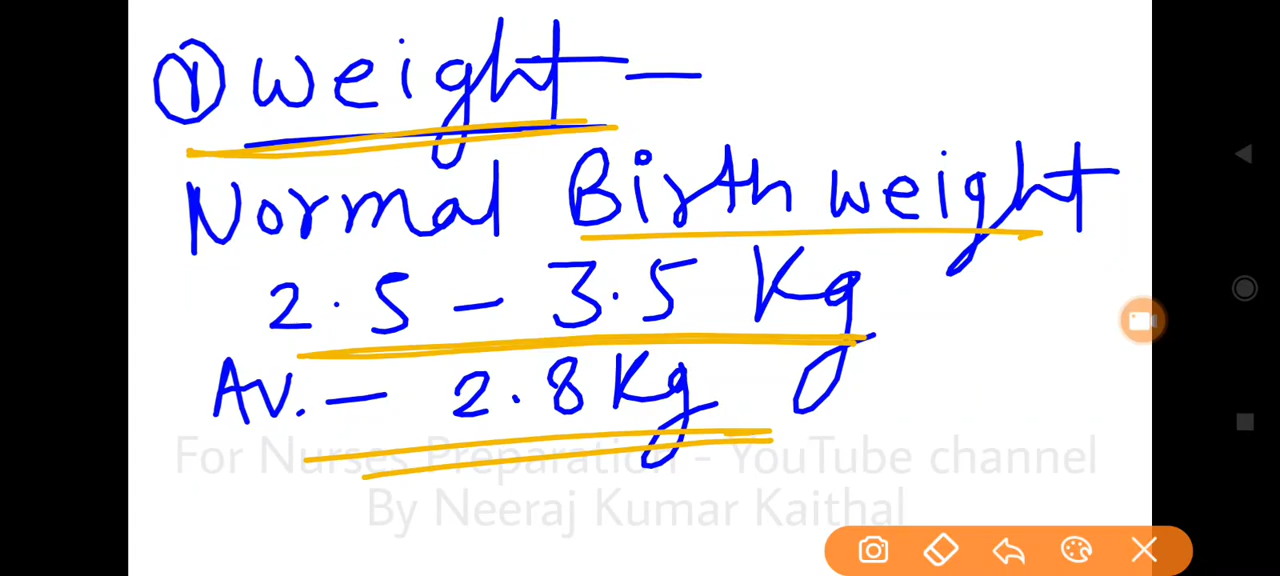 ① Weight —
Normal Birth weight
2.5 – 3.5 Kg
Av. – 2.8 Kg
For Nurses Preparation - YouTube channel
By Neeraj Kumar Kaithal